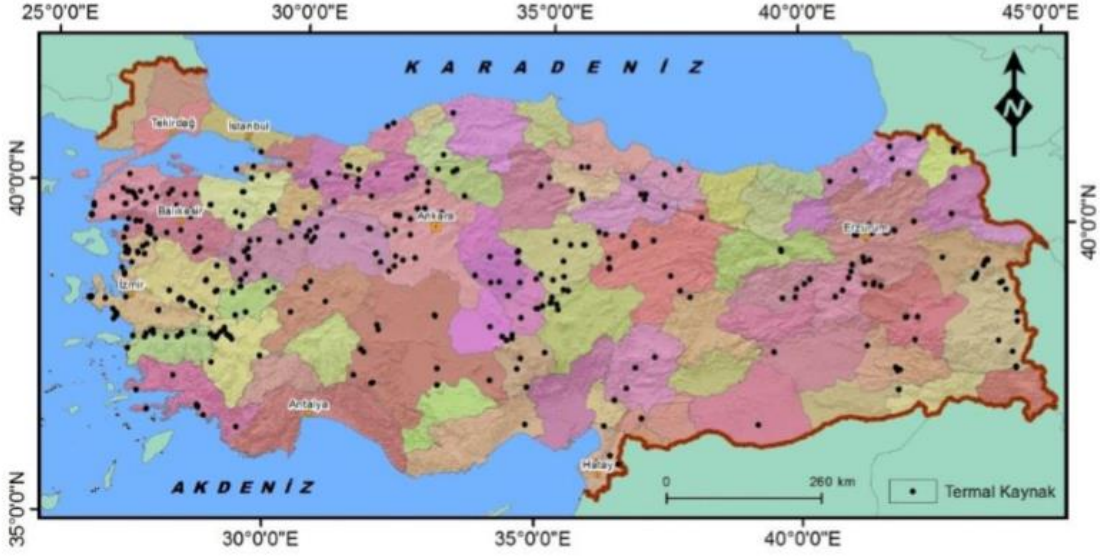 25°0'0"E 30°0'0"E 35°0'0"E 40°0'0"E 45°0'0"E
KARADENİZ
N
Tekirdağ
İstanbul
40°0'0"N
Balıkesir
Ankara
Erzurum
40°0'0"N
İzmir
Antalya
Hatay
AKDENİZ
0 260 km
Termal Kaynak
35°0'0"N
30°0'0"E 35°0'0"E 40°0'0"E